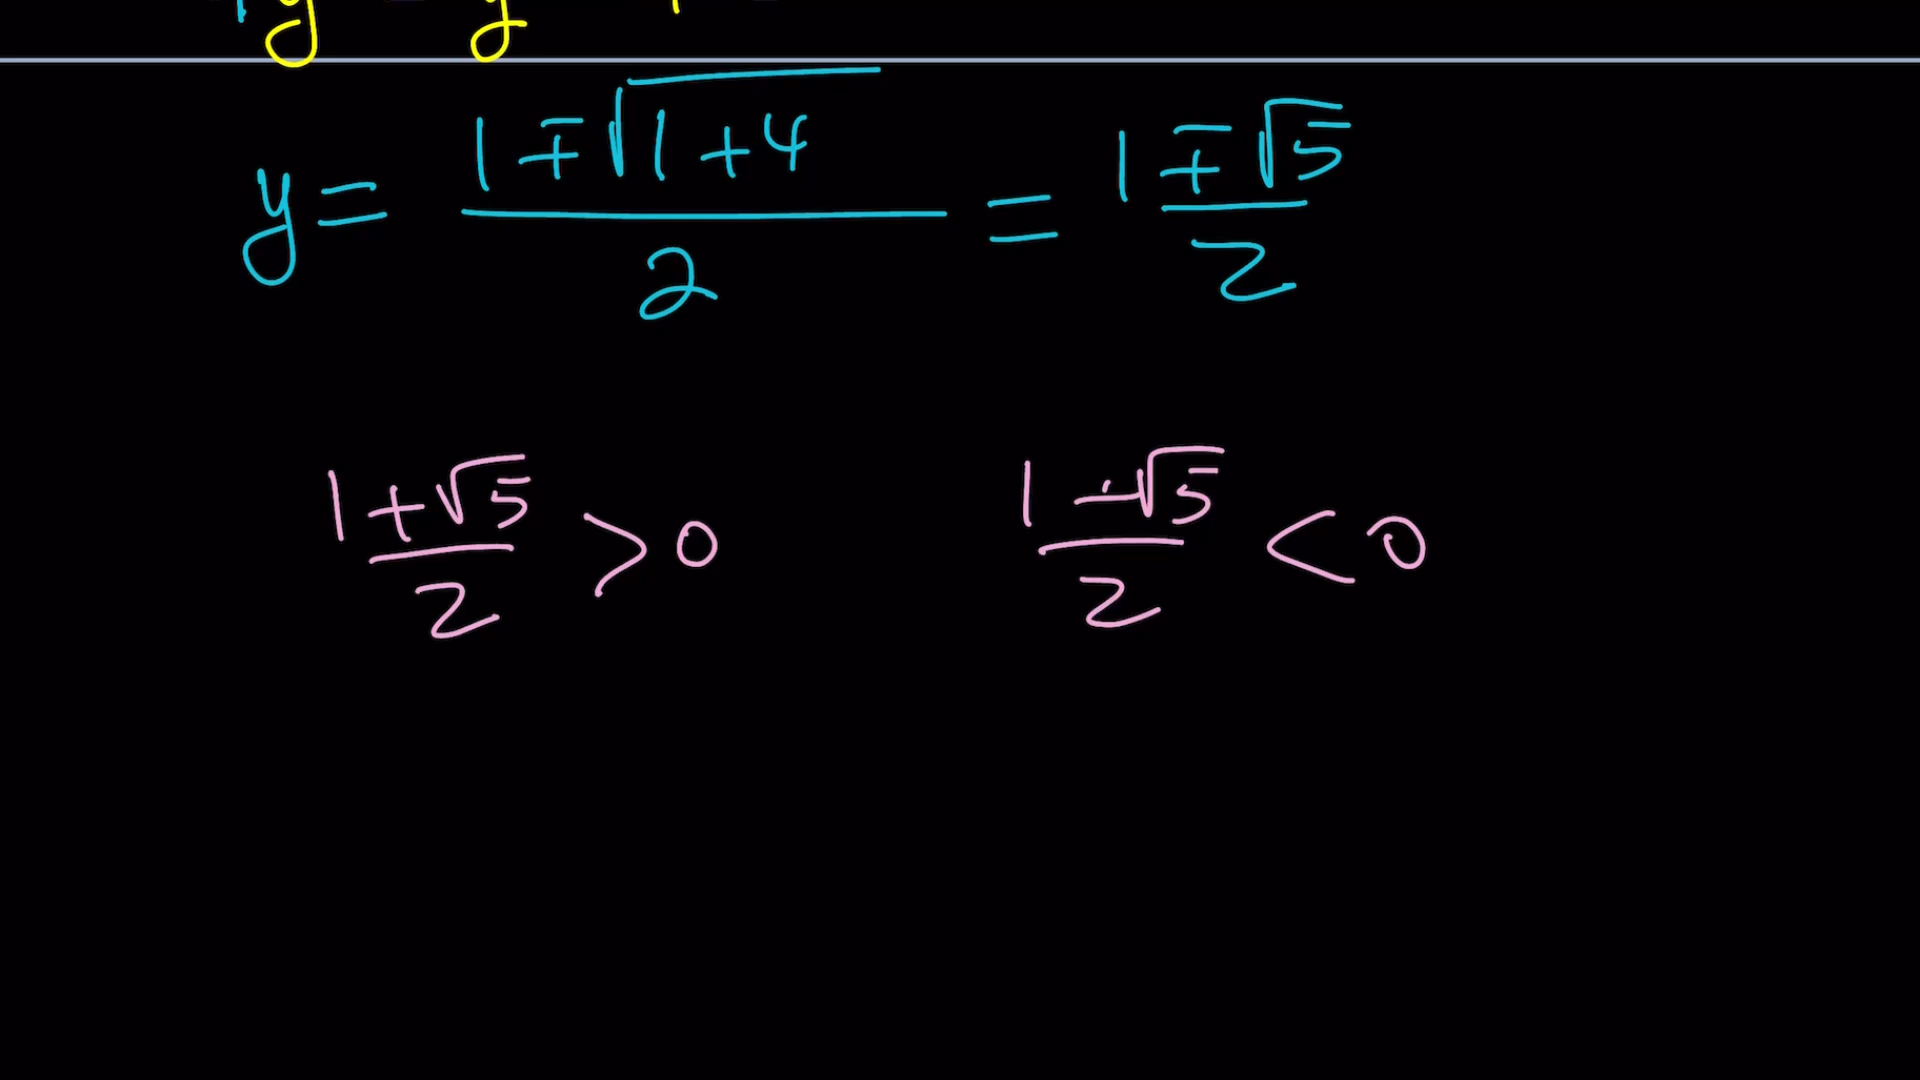 y y
y = (1 ∓ √(1+4)) / 2 = (1 ∓ √5) / 2
(1+√5)/2 > 0 (1-√5)/2 < 0